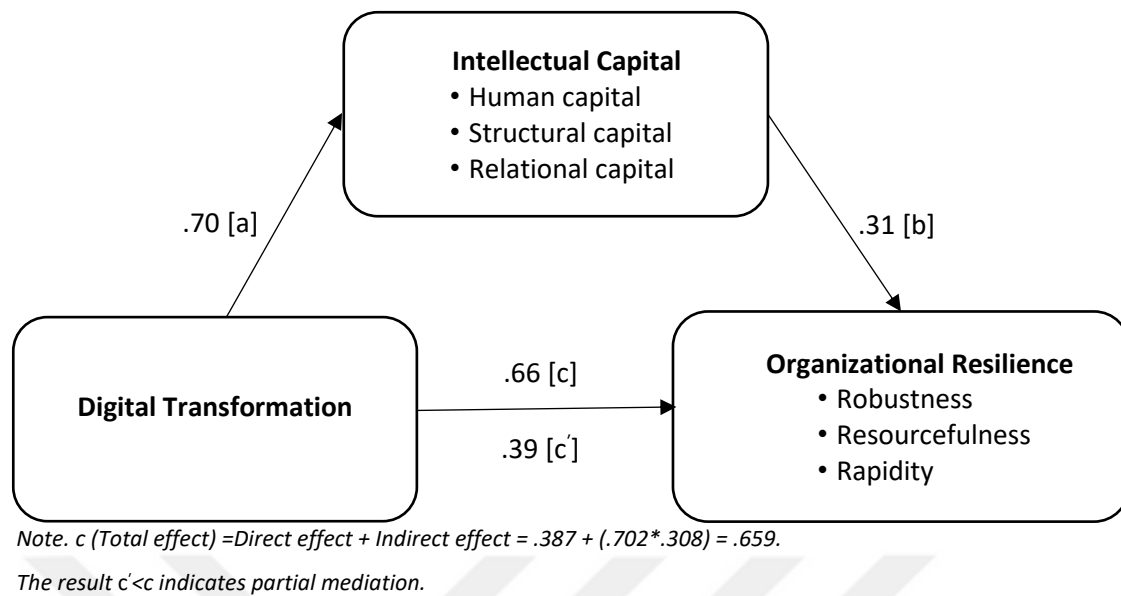 Intellectual Capital
• Human capital
• Structural capital
• Relational capital
.70 [a]
.31 [b]
Digital Transformation
.66 [c]
.39 [c′]
Organizational Resilience
• Robustness
• Resourcefulness
• Rapidity
Note. c (Total effect) =Direct effect + Indirect effect = .387 + (.702*.308) = .659.
The result c′<c indicates partial mediation.